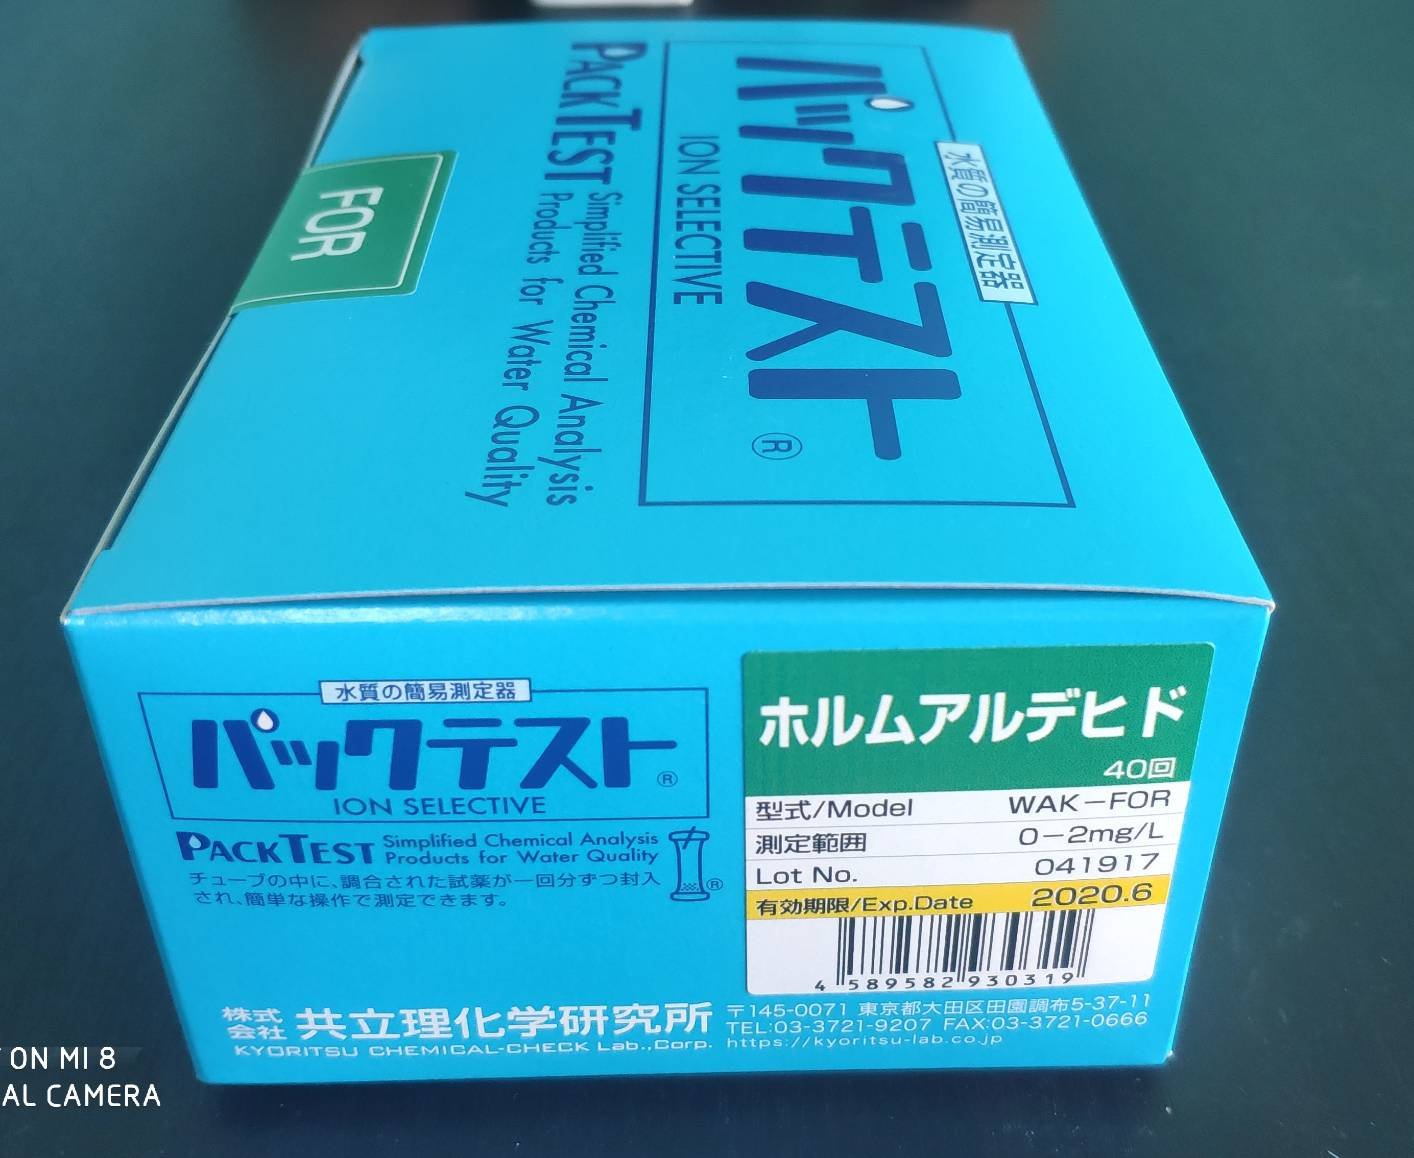 水質の簡易測定器
パックテスト®
ION SELECTIVE
PACKTEST Simplified Chemical Analysis
Products for Water Quality
FOR
水質の簡易測定器
パックテスト®
ION SELECTIVE
PACKTEST Simplified Chemical Analysis
Products for Water Quality
®
チューブの中に、調合された試薬が一回分ずつ封入
され、簡単な操作で測定できます。
ホルムアルデヒド
40回
型式/Model WAK-FOR
測定範囲 0-2mg/L
Lot No. 041917
有効期限/Exp.Date 2020.6
4 589582 930319
株式会社 共立理化学研究所
KYORITSU CHEMICAL-CHECK Lab.,Corp.
〒145-0071 東京都大田区田園調布5-37-11
TEL:03-3721-9207 FAX:03-3721-0666
https://kyoritsu-lab.co.jp
ON MI 8
AL CAMERA